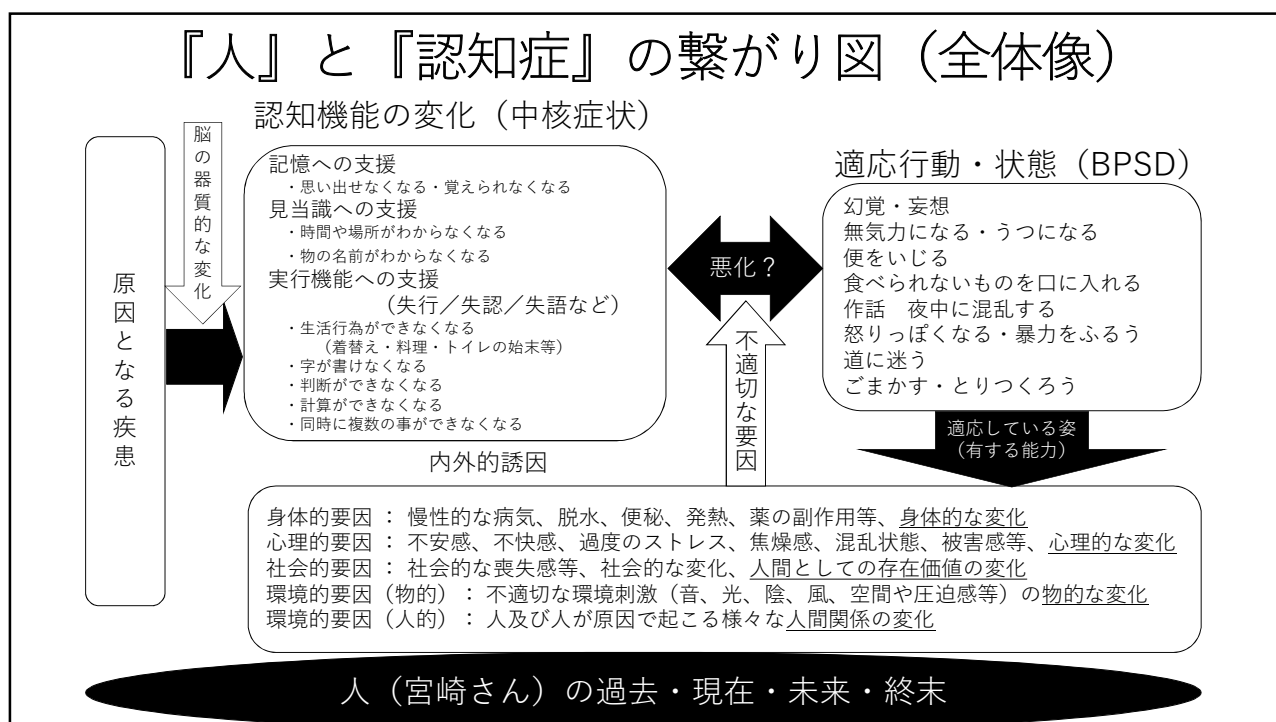 『人』と『認知症』の繋がり図（全体像）
原因となる疾患
脳の器質的な変化
認知機能の変化（中核症状）
記憶への支援
・思い出せなくなる・覚えられなくなる
見当識への支援
・時間や場所がわからなくなる
・物の名前がわからなくなる
実行機能への支援
（失行／失認／失語など）
・生活行為ができなくなる
（着替え・料理・トイレの始末等）
・字が書けなくなる
・判断ができなくなる
・計算ができなくなる
・同時に複数の事ができなくなる
悪化？
不適切な要因
適応行動・状態（BPSD）
幻覚・妄想
無気力になる・うつになる
便をいじる
食べられないものを口に入れる
作話　夜中に混乱する
怒りっぽくなる・暴力をふるう
道に迷う
ごまかす・とりつくろう
適応している姿
（有する能力）
内外的誘因
身体的要因 ： 慢性的な病気、脱水、便秘、発熱、薬の副作用等、身体的な変化
心理的要因 ： 不安感、不快感、過度のストレス、焦燥感、混乱状態、被害感等、心理的な変化
社会的要因 ： 社会的な喪失感等、社会的な変化、人間としての存在価値の変化
環境的要因（物的） ： 不適切な環境刺激（音、光、陰、風、空間や圧迫感等）の物的な変化
環境的要因（人的） ： 人及び人が原因で起こる様々な人間関係の変化
人（宮崎さん）の過去・現在・未来・終末